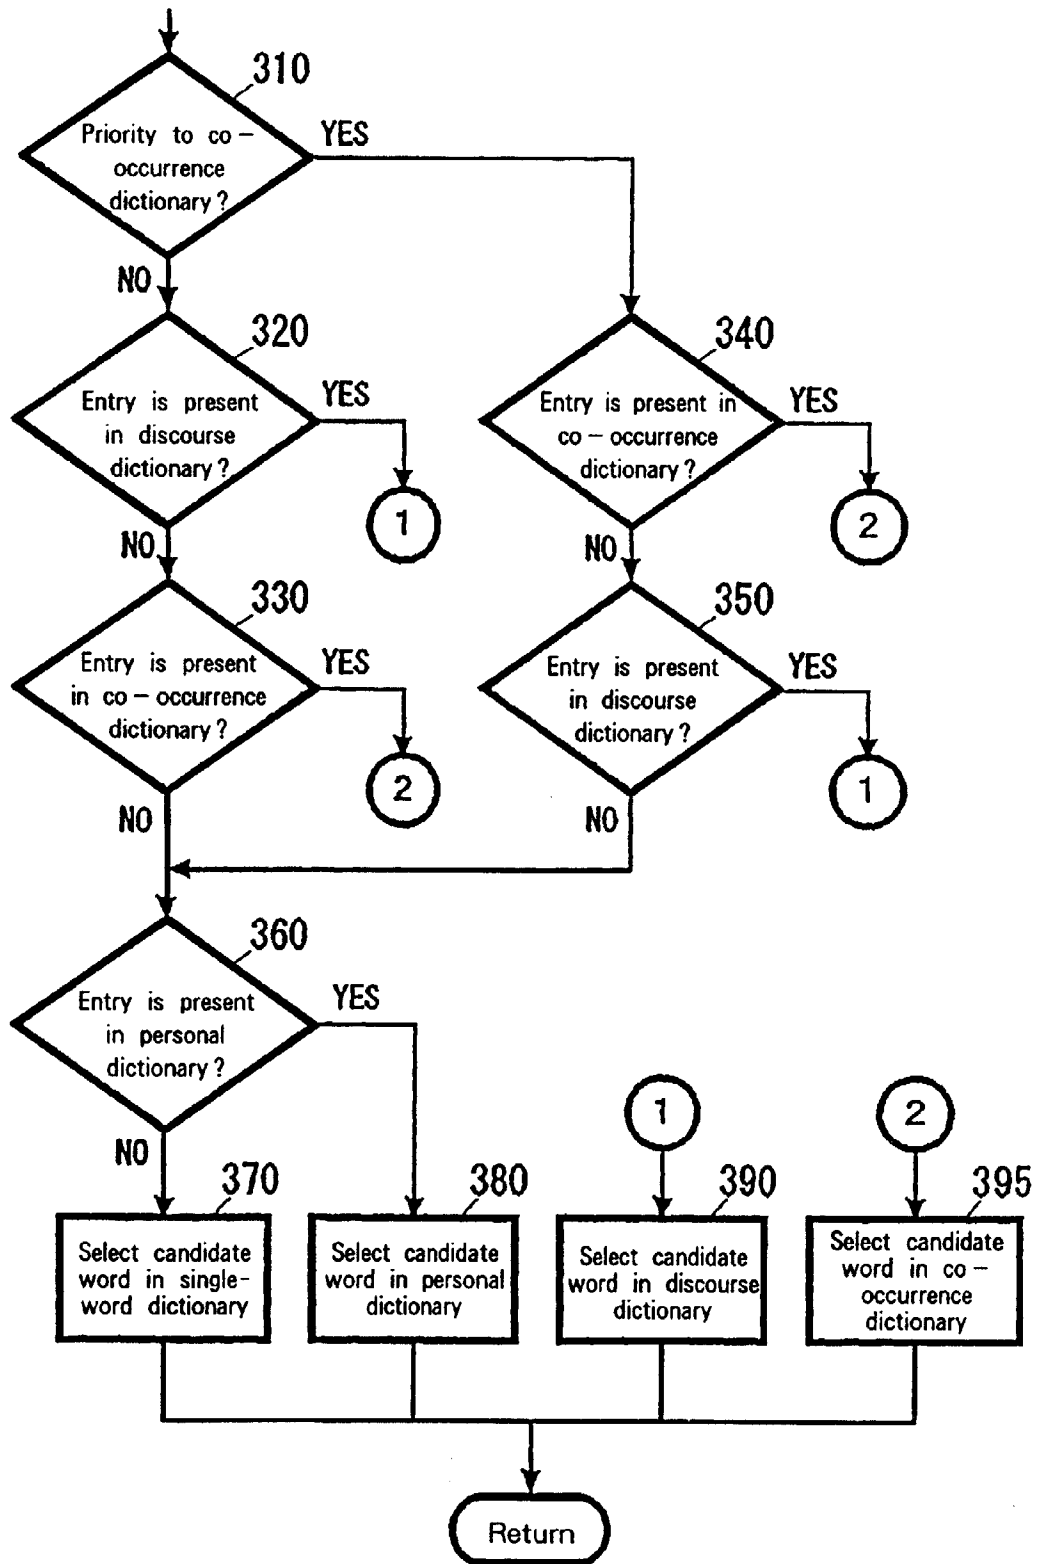 310
Priority to co-
occurrence
dictionary?
YES
NO
320
Entry is present
in discourse
dictionary?
YES
1
NO
340
Entry is present in
co-occurrence
dictionary?
YES
2
NO
330
Entry is present
in co-occurrence
dictionary?
YES
2
NO
350
Entry is present
in discourse
dictionary?
YES
1
NO
360
Entry is present
in personal
dictionary?
YES
NO
370
Select candidate
word in single-
word dictionary
380
Select candidate
word in personal
dictionary
1
390
Select candidate
word in discourse
dictionary
2
395
Select candidate
word in co-
occurrence
dictionary
Return